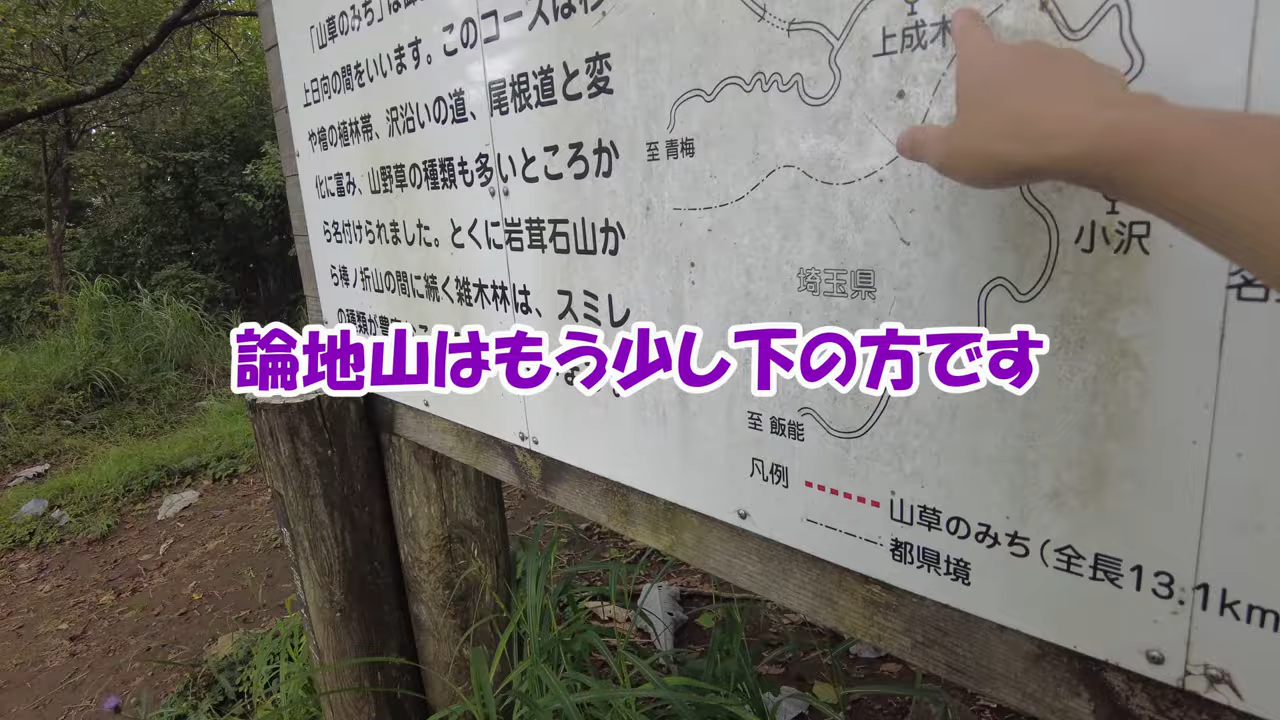 「山草のみち」は
上日向の間をいいます。このコースは
や檜の植林帯、沢沿いの道、尾根道と変
化に富み、山野草の種類も多いところか
ら名付けられました。とくに岩茸石山か
ら棒ノ折山の間に続く雑木林は、スミレ
の種類が豊
上成木
至 青梅
小沢
埼玉県
論地山はもう少し下の方です
至 飯能
凡例
山草のみち(全長13.1km
都県境
名